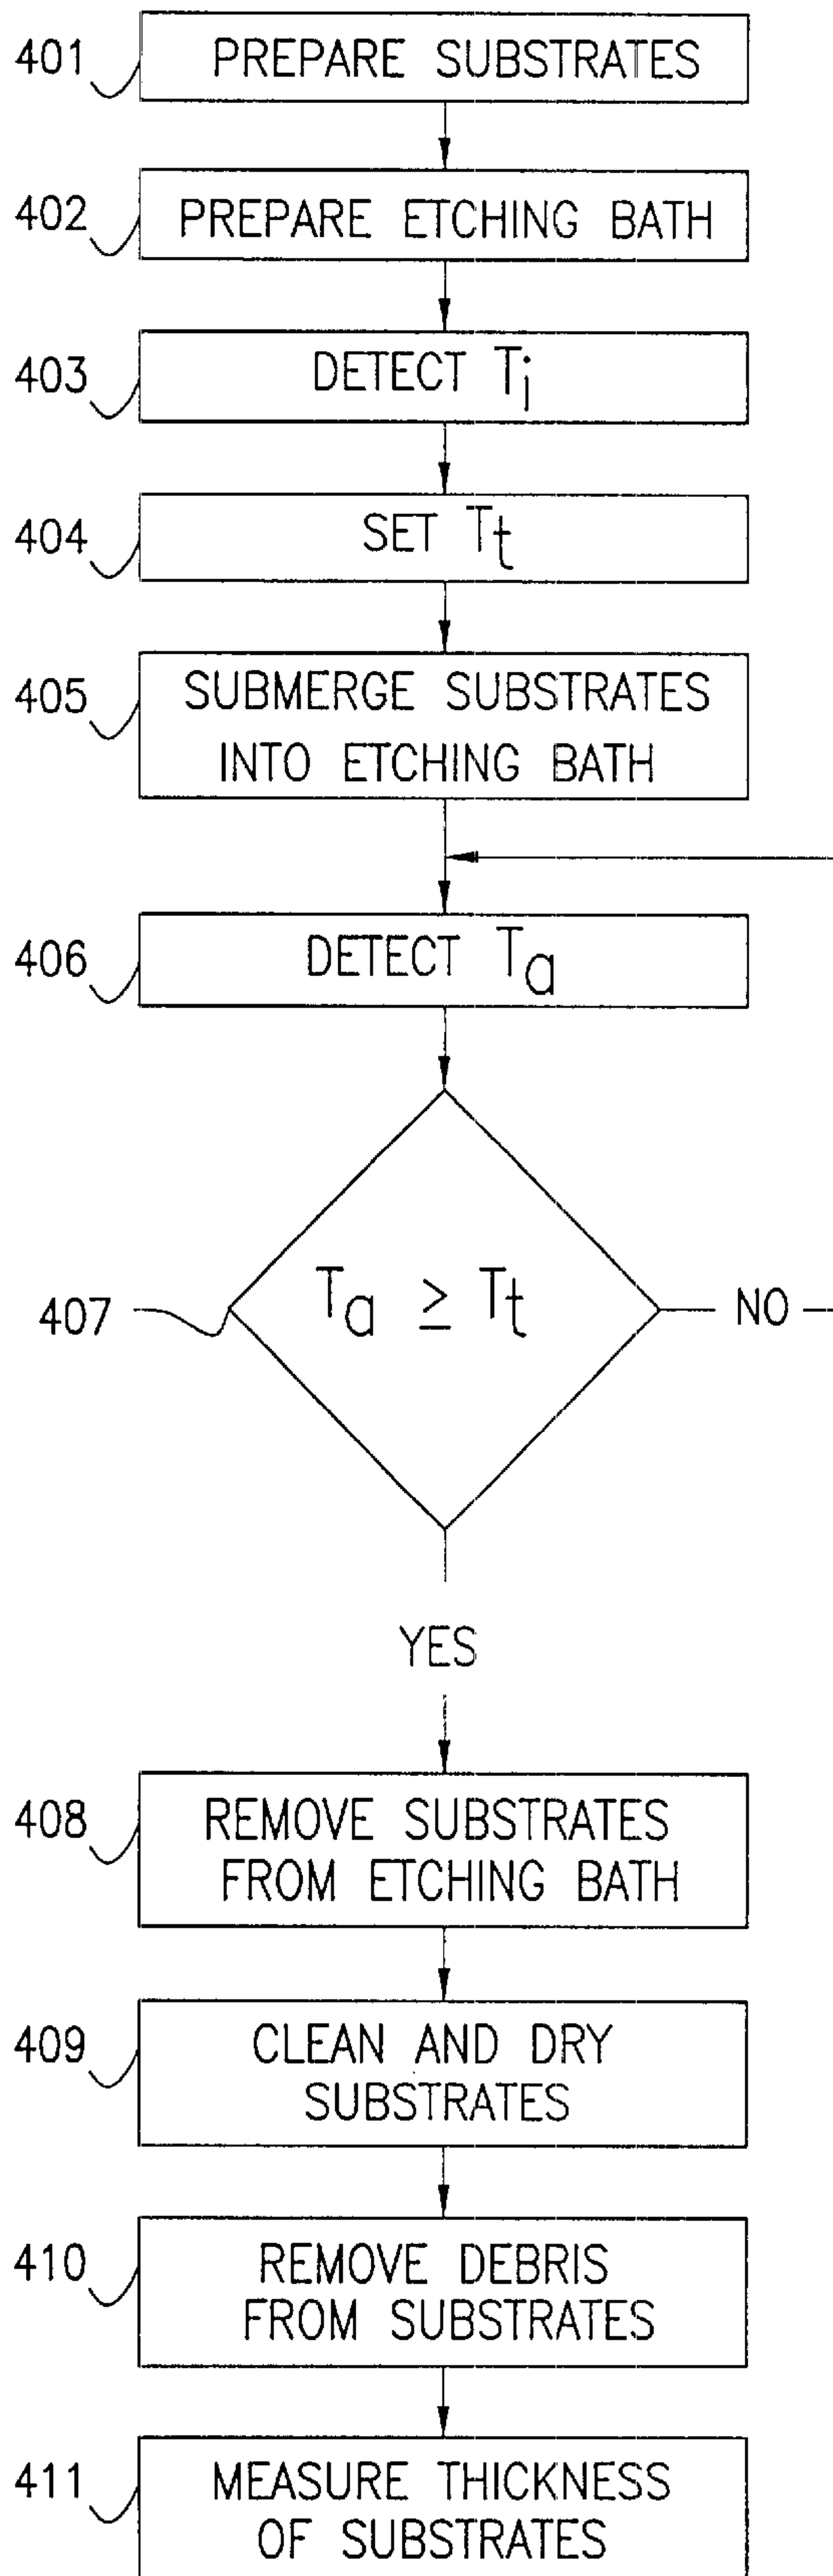 401 PREPARE SUBSTRATES
402 PREPARE ETCHING BATH
403 DETECT Ti
404 SET Tt
405 SUBMERGE SUBSTRATES
INTO ETCHING BATH
406 DETECT Ta
407 Ta ≥ Tt NO
YES
408 REMOVE SUBSTRATES
FROM ETCHING BATH
409 CLEAN AND DRY
SUBSTRATES
410 REMOVE DEBRIS
FROM SUBSTRATES
411 MEASURE THICKNESS
OF SUBSTRATES